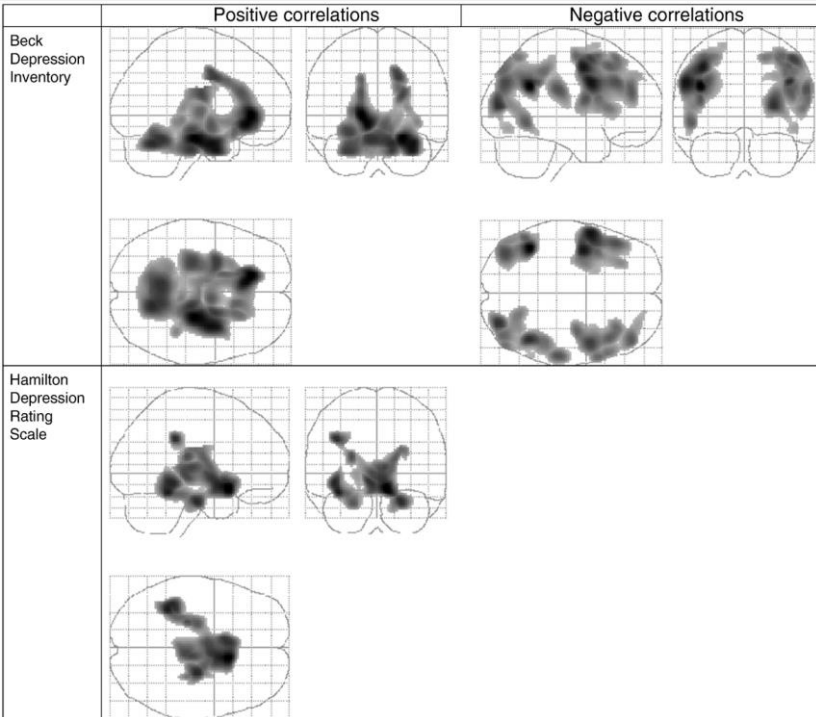 Positive correlations
Negative correlations
Beck
Depression
Inventory
Hamilton
Depression
Rating
Scale